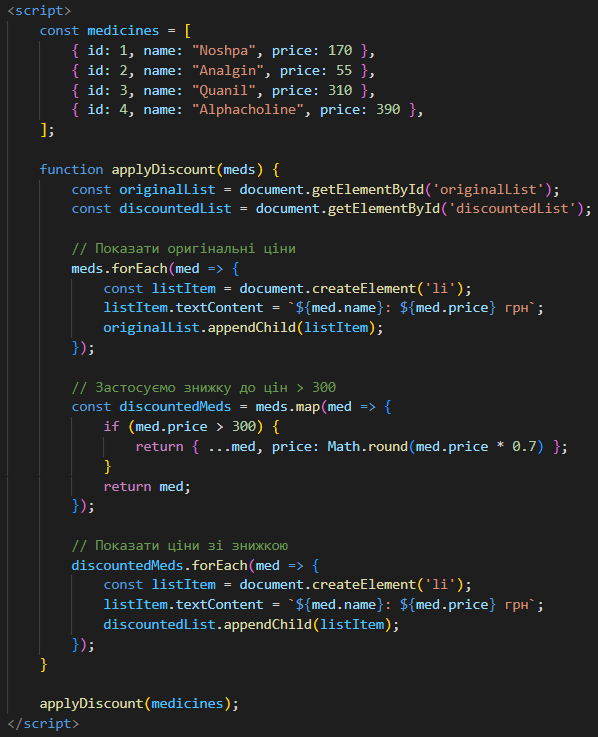 <script>
    const medicines = [
        { id: 1, name: "Noshpa", price: 170 },
        { id: 2, name: "Analgin", price: 55 },
        { id: 3, name: "Quanil", price: 310 },
        { id: 4, name: "Alphacholine", price: 390 },
    ];

    function applyDiscount(meds) {
        const originalList = document.getElementById('originalList');
        const discountedList = document.getElementById('discountedList');

        // Показати оригінальні ціни
        meds.forEach(med => {
            const listItem = document.createElement('li');
            listItem.textContent = `${med.name}: ${med.price} грн`;
            originalList.appendChild(listItem);
        });

        // Застосуємо знижку до цін > 300
        const discountedMeds = meds.map(med => {
            if (med.price > 300) {
                return { ...med, price: Math.round(med.price * 0.7) };
            }
            return med;
        });

        // Показати ціни зі знижкою
        discountedMeds.forEach(med => {
            const listItem = document.createElement('li');
            listItem.textContent = `${med.name}: ${med.price} грн`;
            discountedList.appendChild(listItem);
        });
    }

    applyDiscount(medicines);
</script>